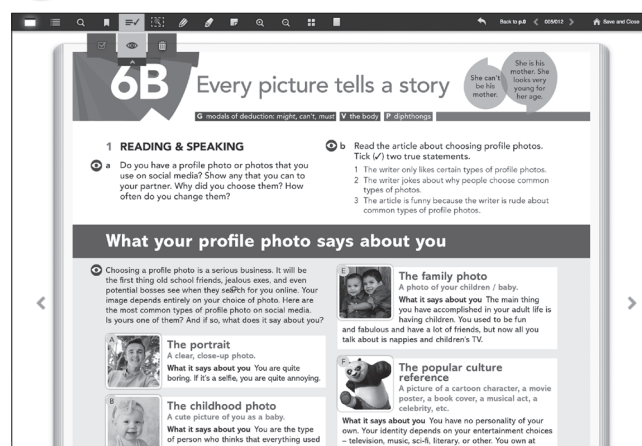 Back to p.8
005/012
Save and Close
6B
Every picture tells a story
She can't
be his
mother.
She is his
mother. She
looks very
young for
her age.
G modals of deduction: might, can't, must V the body P diphthongs
1 READING & SPEAKING
a Do you have a profile photo or photos that you
use on social media? Show any that you can to
your partner. Why did you choose them? How
often do you change them?
b Read the article about choosing profile photos.
Tick (✓) two true statements.
1 The writer only likes certain types of profile photos.
2 The writer jokes about why people choose common
types of photos.
3 The article is funny because the writer is rude about
common types of profile photos.
What your profile photo says about you
Choosing a profile photo is a serious business. It will be
the first thing old school friends, jealous exes, and even
potential bosses see when they search for you online. Your
image depends entirely on your choice of photo. Here are
the most common types of profile photo on social media.
Is yours one of them? And if so, what does it say about you?
A
The portrait
A clear, close-up photo.
What it says about you You are quite
boring. If it's a selfie, you are quite annoying.
B
The childhood photo
A cute picture of you as a baby.
What it says about you You are the type
of person who thinks that everything used
E
The family photo
A photo of your children / baby.
What it says about you The main thing
you have accomplished in your adult life is
having children. You used to be fun
and fabulous and have a lot of friends, but now all you
talk about is nappies and children's TV.
F
The popular culture
reference
A picture of a cartoon character, a movie
poster, a book cover, a musical act, a
celebrity, etc.
What it says about you You have no personality of your
own. Your identity depends on your entertainment choices
– television, music, sci-fi, literary, or other. You own at